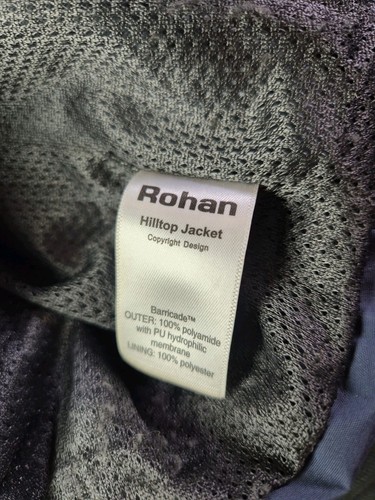 Rohan
Hilltop Jacket
Copyright Design
Barricade™
OUTER: 100% polyamide
with PU hydrophilic
membrane
LINING: 100% polyester